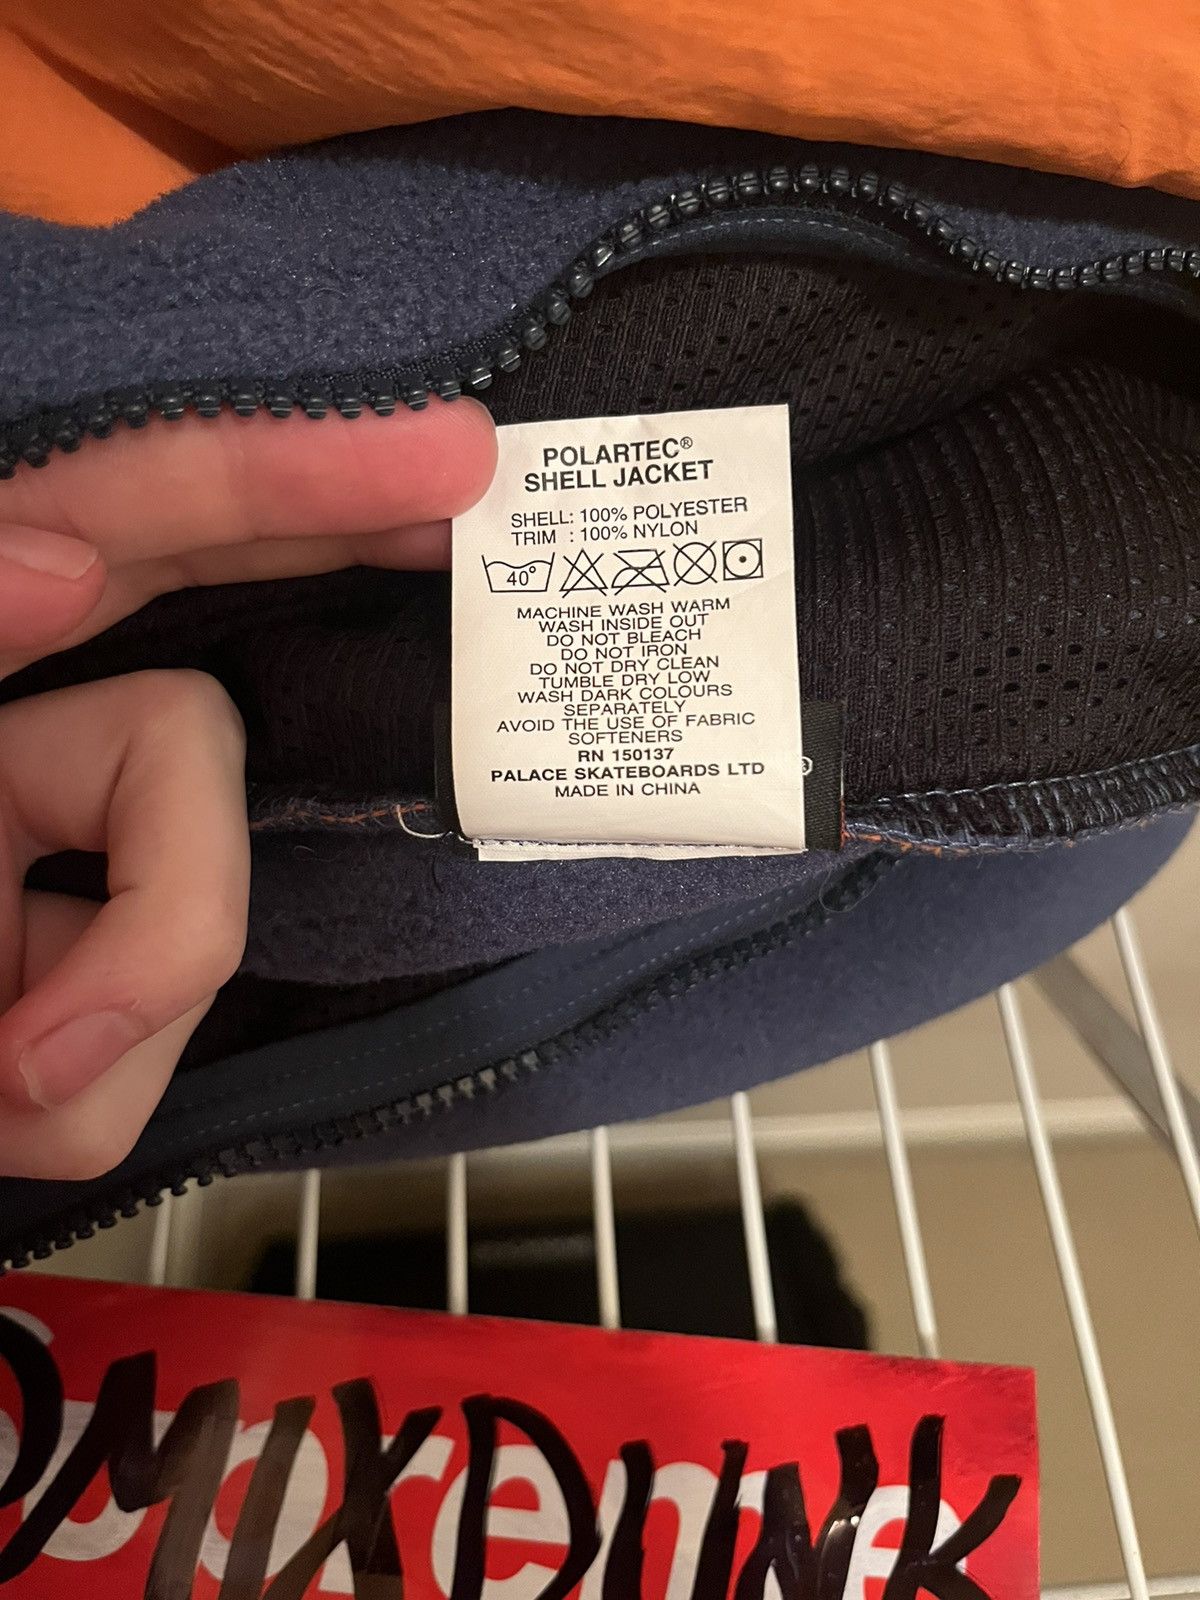 POLARTEC®
SHELL JACKET
SHELL: 100% POLYESTER
TRIM : 100% NYLON
40°
MACHINE WASH WARM
WASH INSIDE OUT
DO NOT BLEACH
DO NOT IRON
DO NOT DRY CLEAN
TUMBLE DRY LOW
WASH DARK COLOURS
SEPARATELY
AVOID THE USE OF FABRIC
SOFTENERS
RN 150137
PALACE SKATEBOARDS LTD
MADE IN CHINA
Supreme